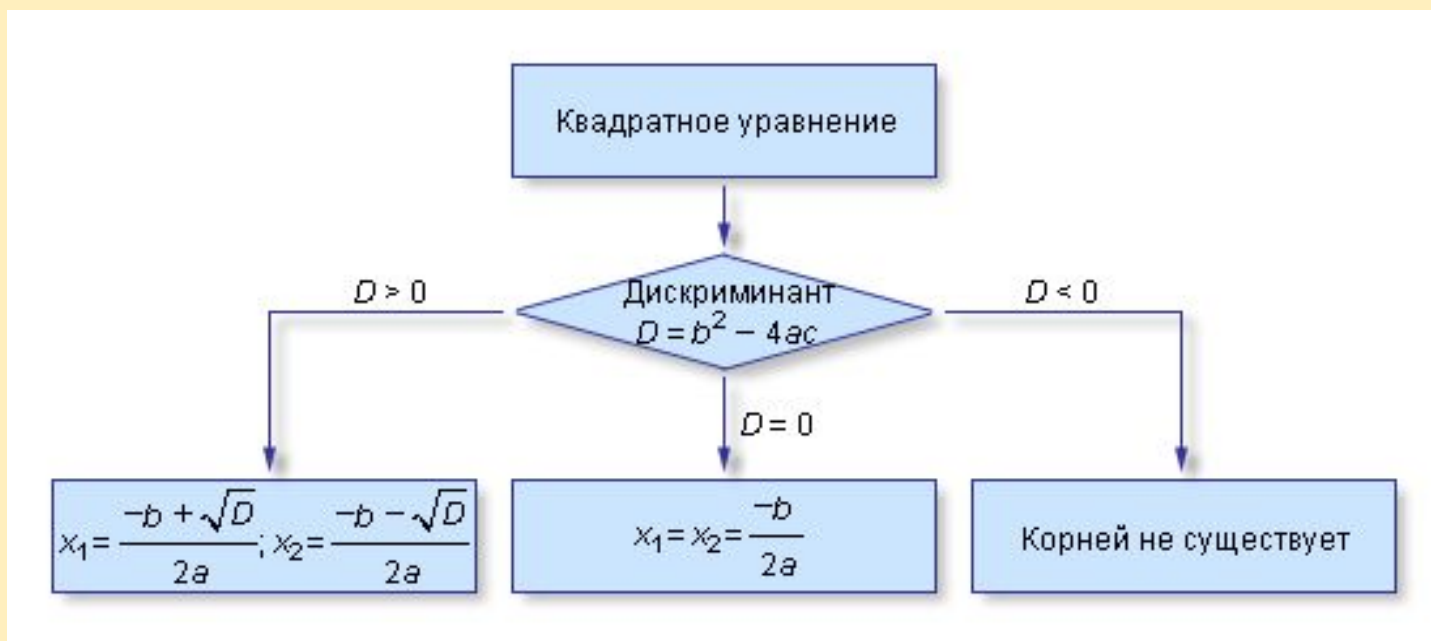 Квадратное уравнение
D > 0
Дискриминант
D = b² − 4ac
D < 0
D = 0
x₁ = (−b + √D)/2a; x₂ = (−b − √D)/2a
x₁ = x₂ = −b/2a
Корней не существует